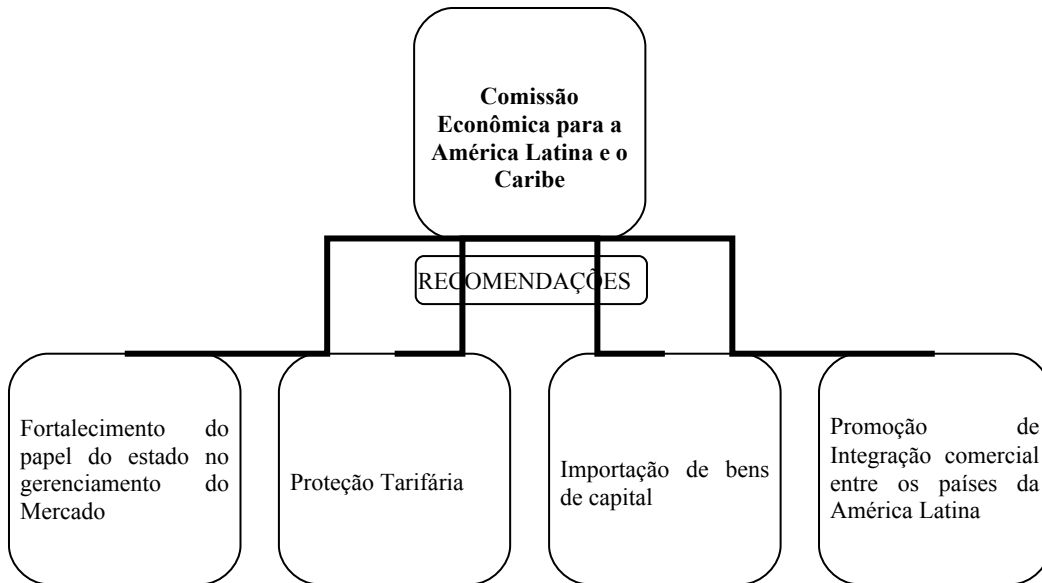 Comissão
Econômica para a
América Latina e o
Caribe
RECOMENDAÇÕES
Fortalecimento do
papel do estado no
gerenciamento do
Mercado
Proteção Tarifária
Importação de bens
de capital
Promoção de
Integração comercial
entre os países da
América Latina